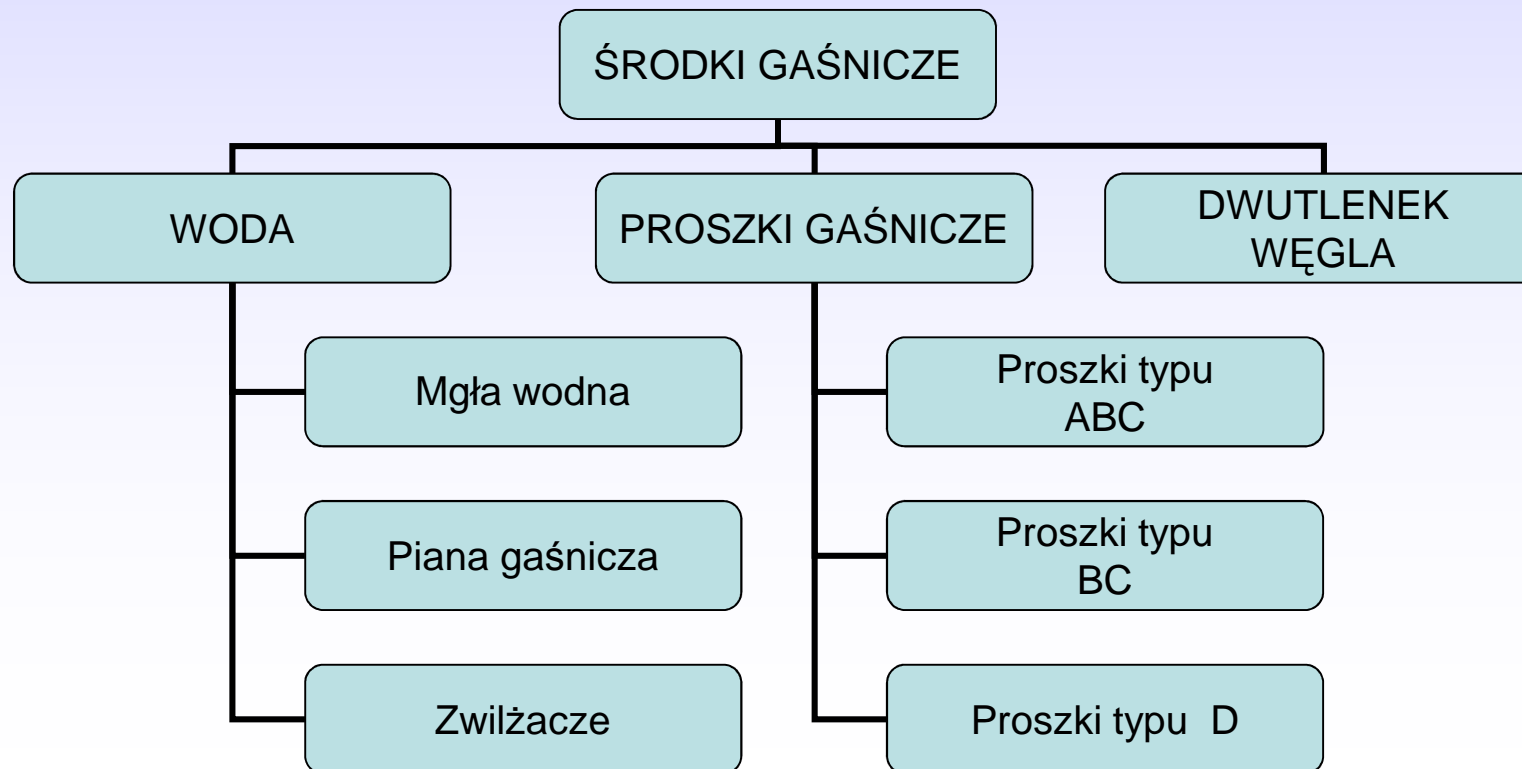 ŚRODKI GAŚNICZE
WODA
PROSZKI GAŚNICZE
DWUTLENEK
WĘGLA
Mgła wodna
Piana gaśnicza
Zwilżacze
Proszki typu
ABC
Proszki typu
BC
Proszki typu D